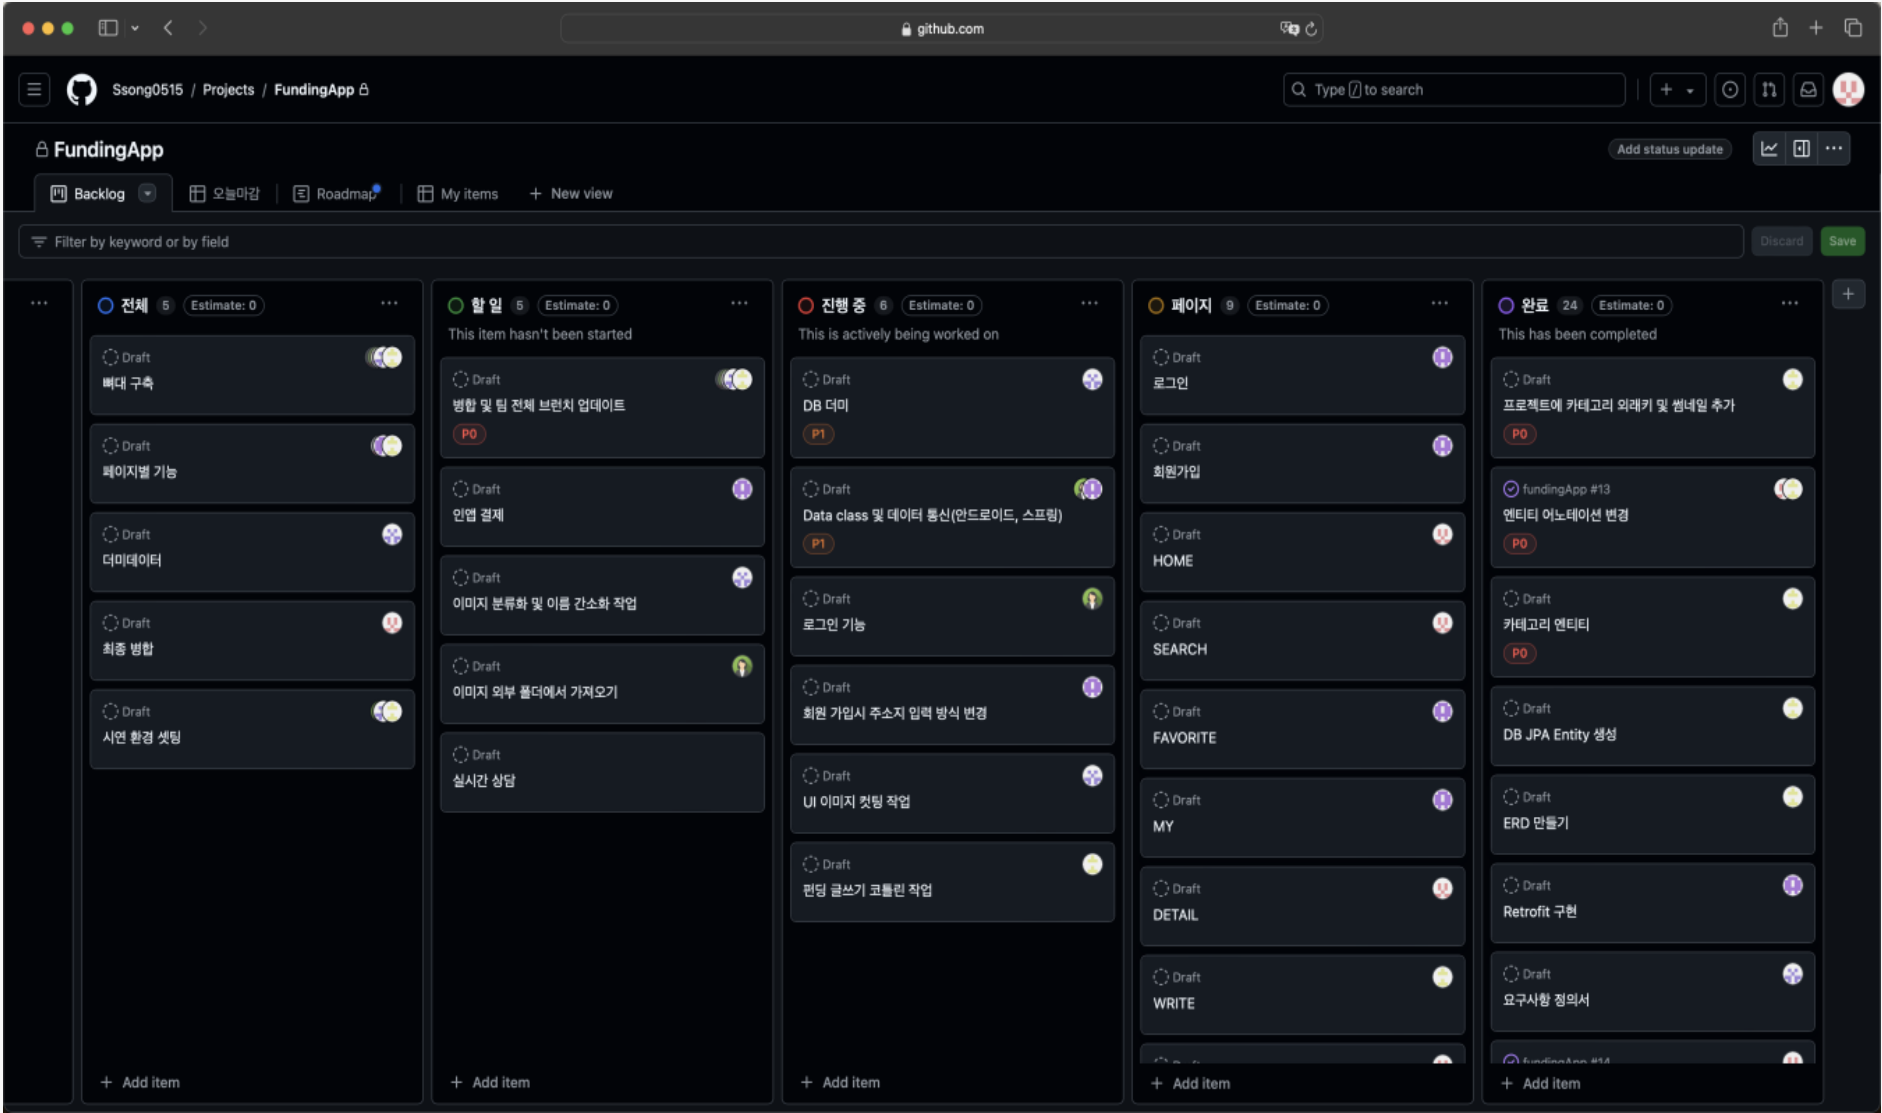 github.com
Ssong0515 / Projects / FundingApp
Type / to search
FundingApp
Add status update
Backlog
오늘마감
Roadmap
My items
New view
Filter by keyword or by field
Discard
Save
전체 5 Estimate: 0
Draft
뼈대 구축
Draft
페이지별 기능
Draft
더미데이터
Draft
최종 병합
Draft
시연 환경 셋팅
+ Add item
할 일 5 Estimate: 0
This item hasn't been started
Draft
병합 및 팀 전체 브런치 업데이트
P0
Draft
인앱 결제
Draft
이미지 분류화 및 이름 간소화 작업
Draft
이미지 외부 폴더에서 가져오기
Draft
실시간 상담
+ Add item
진행 중 6 Estimate: 0
This is actively being worked on
Draft
DB 더미
P1
Draft
Data class 및 데이터 통신(안드로이드, 스프링)
P1
Draft
로그인 기능
Draft
회원 가입시 주소지 입력 방식 변경
Draft
UI 이미지 컷팅 작업
Draft
펀딩 글쓰기 코틀린 작업
+ Add item
페이지 9 Estimate: 0
Draft
로그인
Draft
회원가입
Draft
HOME
Draft
SEARCH
Draft
FAVORITE
Draft
MY
Draft
DETAIL
Draft
WRITE
+ Add item
완료 24 Estimate: 0
This has been completed
Draft
프로젝트에 카테고리 외래키 및 썸네일 추가
P0
fundingApp #13
엔티티 어노테이션 변경
P0
Draft
카테고리 엔티티
P0
Draft
DB JPA Entity 생성
Draft
ERD 만들기
Draft
Retrofit 구현
Draft
요구사항 정의서
fundingApp #14
+ Add item